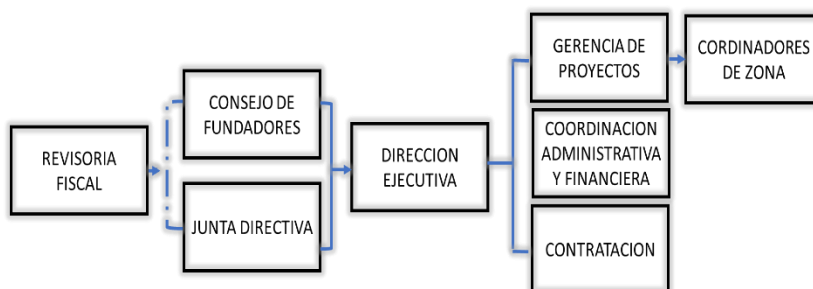 REVISORIA
FISCAL
CONSEJO DE
FUNDADORES
JUNTA DIRECTIVA
DIRECCION
EJECUTIVA
GERENCIA DE
PROYECTOS
COORDINACION
ADMINISTRATIVA
Y FINANCIERA
CONTRATACION
CORDINADORES
DE ZONA